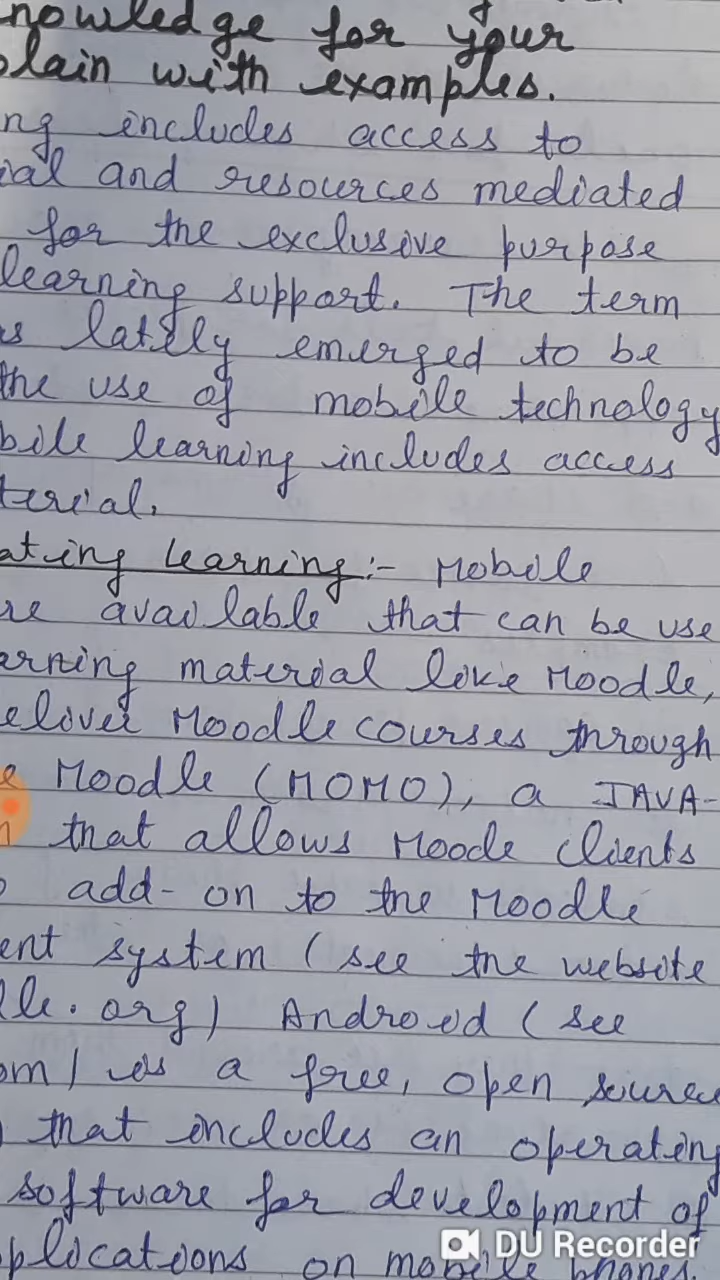 nowledge for your
plain with examples.
ng includes access to
ial and resources mediated
for the exclusive purpose
learning support. The term
s lately emerged to be
the use of mobile technology
bile learning includes access
terial.
ating learning:- Mobile
re available that can be use
arning material like Moodle,
eliver Moodle courses through
e Moodle (MOMO), a JAVA-
n that allows Moode clients
o add-on to the Moodle
ent system (see the website
lle.org) Android (see
om) is a free, open source
) that includes an operating
software for development of
plications on mobile phones.
DU Recorder